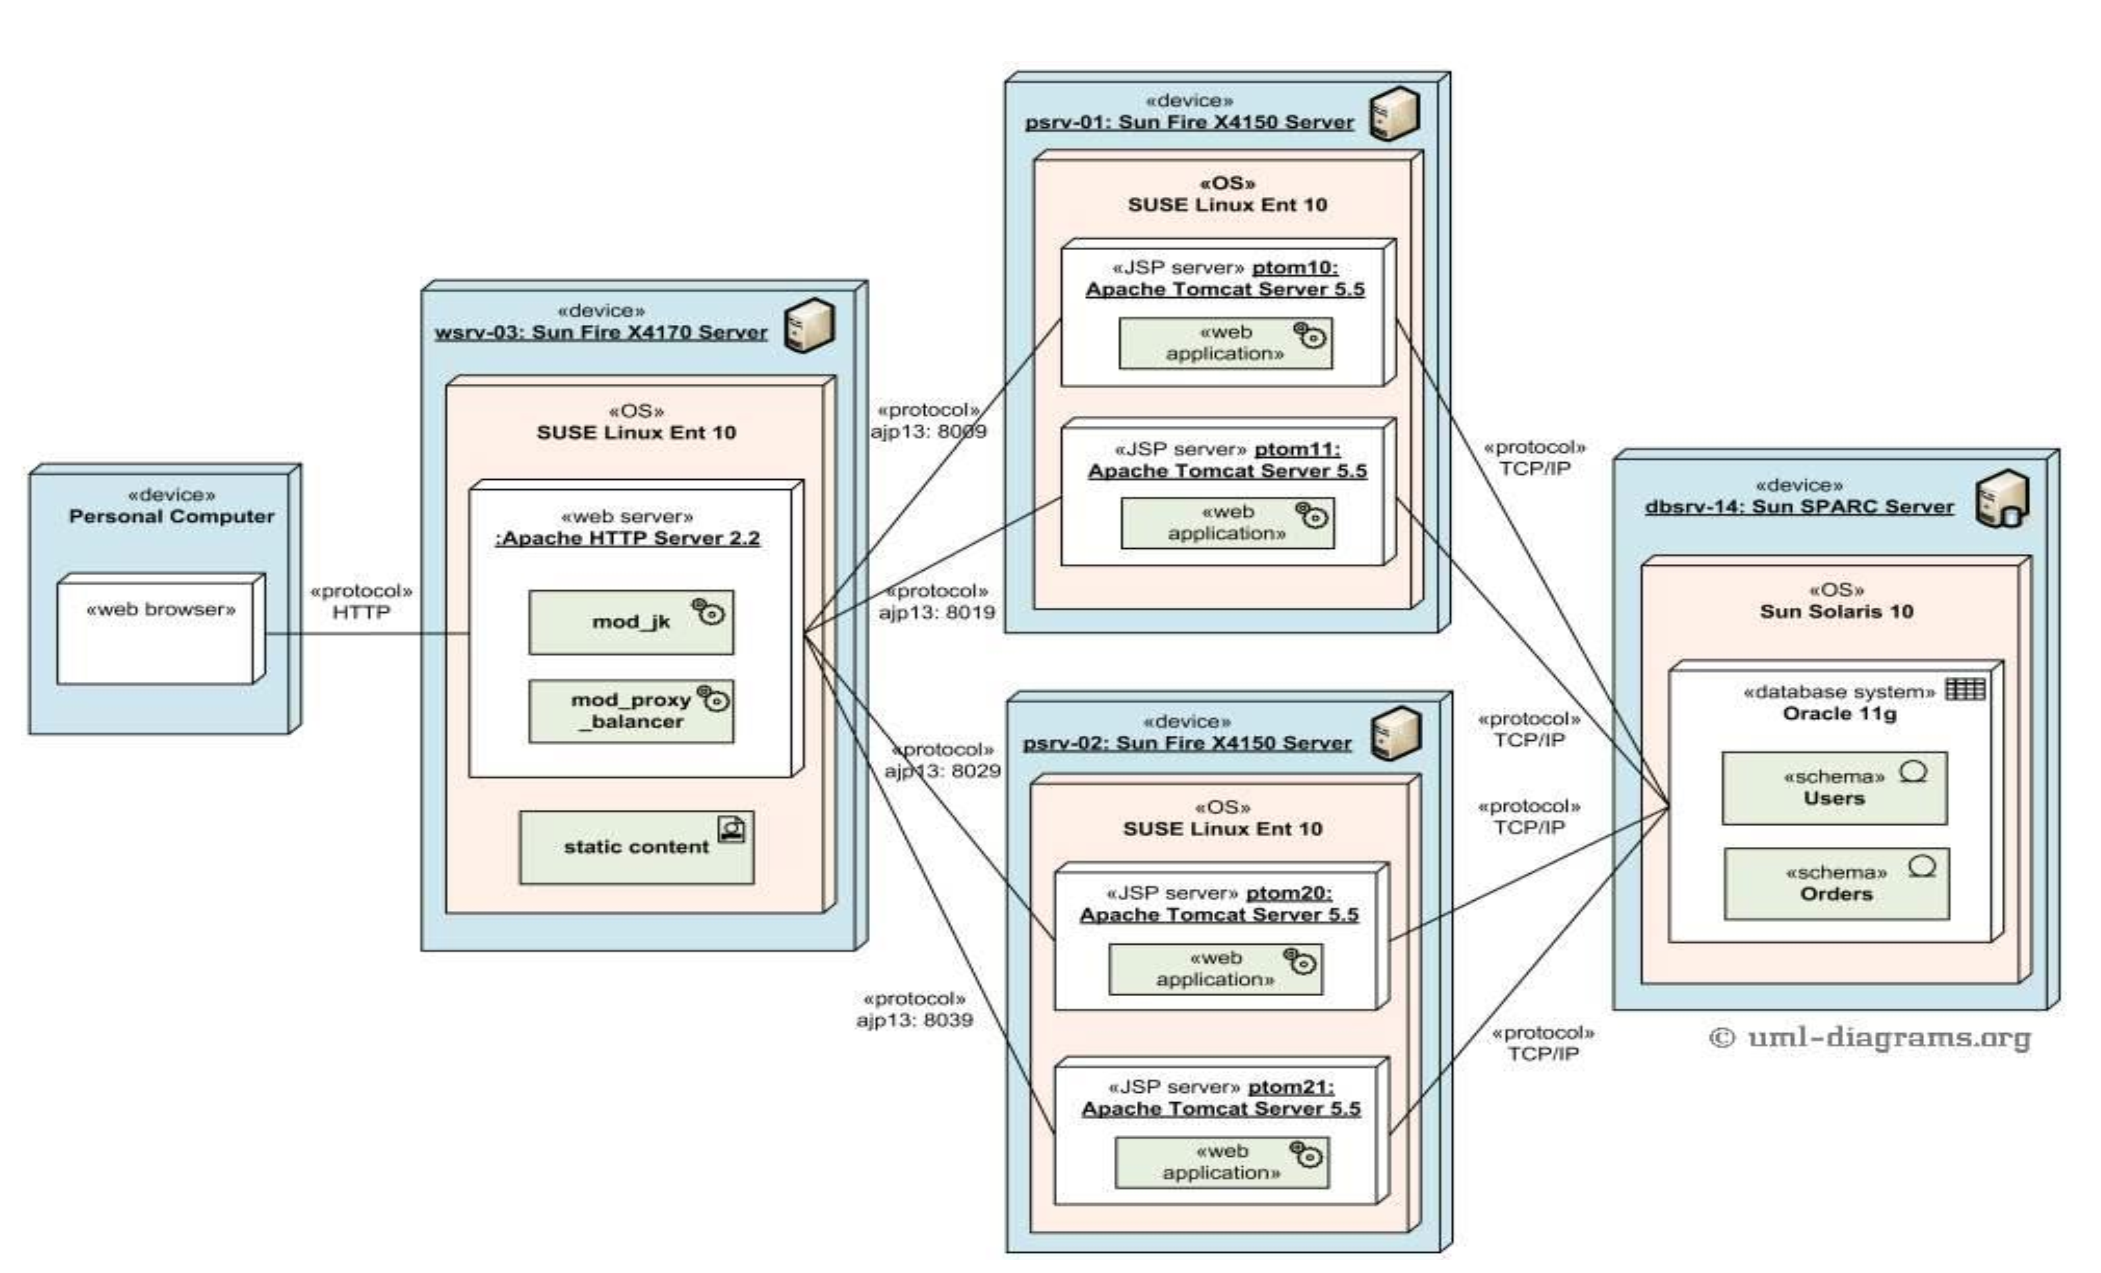 «device»
Personal Computer
«web browser»
«protocol»
HTTP
«device»
wsrv-03: Sun Fire X4170 Server
«OS»
SUSE Linux Ent 10
«web server»
:Apache HTTP Server 2.2
mod_jk
mod_proxy
_balancer
static content
«protocol»
ajp13: 8009
«protocol»
ajp13: 8019
«protocol»
ajp13: 8029
«protocol»
ajp13: 8039
«device»
psrv-01: Sun Fire X4150 Server
«OS»
SUSE Linux Ent 10
«JSP server» ptom10:
Apache Tomcat Server 5.5
«web
application»
«JSP server» ptom11:
Apache Tomcat Server 5.5
«web
application»
«device»
psrv-02: Sun Fire X4150 Server
«OS»
SUSE Linux Ent 10
«JSP server» ptom20:
Apache Tomcat Server 5.5
«web
application»
«JSP server» ptom21:
Apache Tomcat Server 5.5
«web
application»
«protocol»
TCP/IP
«protocol»
TCP/IP
«protocol»
TCP/IP
«protocol»
TCP/IP
«device»
dbsrv-14: Sun SPARC Server
«OS»
Sun Solaris 10
«database system»
Oracle 11g
«schema»
Users
«schema»
Orders
© uml-diagrams.org